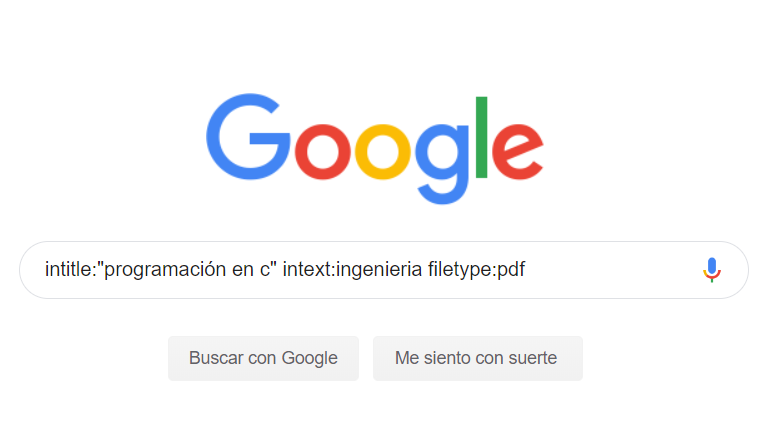 Google
intitle:"programación en c" intext:ingenieria filetype:pdf
Buscar con Google
Me siento con suerte